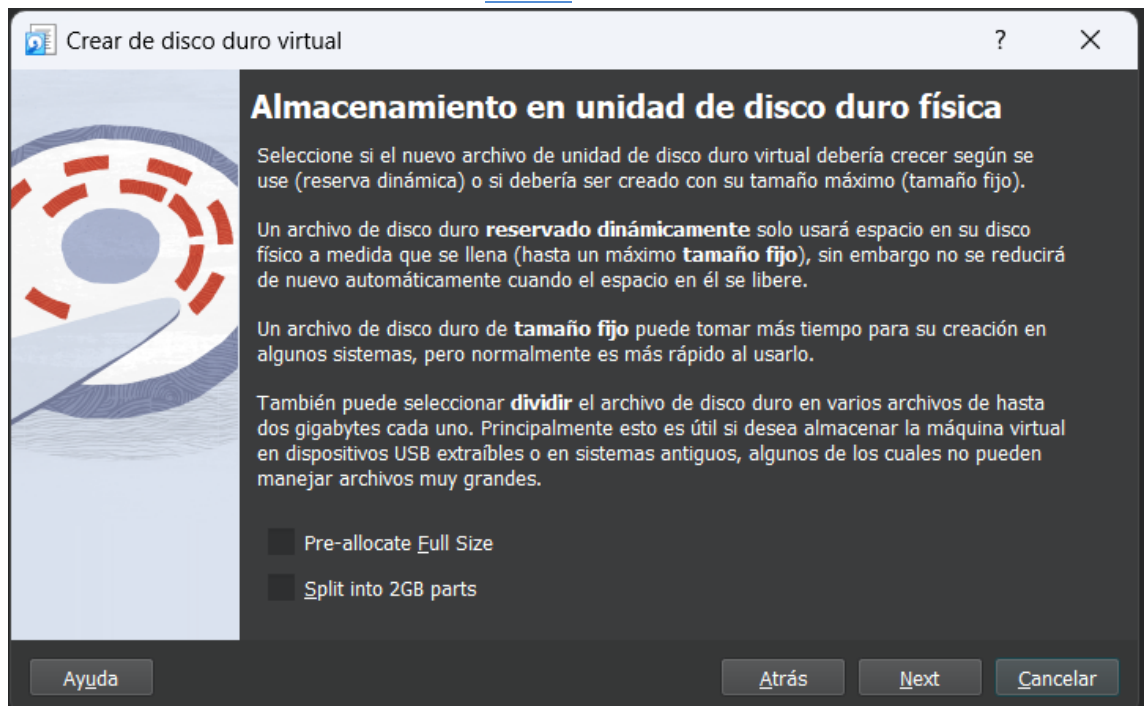 Crear de disco duro virtual
?
Almacenamiento en unidad de disco duro física
Seleccione si el nuevo archivo de unidad de disco duro virtual debería crecer según se
use (reserva dinámica) o si debería ser creado con su tamaño máximo (tamaño fijo).
Un archivo de disco duro reservado dinámicamente solo usará espacio en su disco
físico a medida que se llena (hasta un máximo tamaño fijo), sin embargo no se reducirá
de nuevo automáticamente cuando el espacio en él se libere.
Un archivo de disco duro de tamaño fijo puede tomar más tiempo para su creación en
algunos sistemas, pero normalmente es más rápido al usarlo.
También puede seleccionar dividir el archivo de disco duro en varios archivos de hasta
dos gigabytes cada uno. Principalmente esto es útil si desea almacenar la máquina virtual
en dispositivos USB extraíbles o en sistemas antiguos, algunos de los cuales no pueden
manejar archivos muy grandes.
Pre-allocate Full Size
Split into 2GB parts
Ayuda Atrás Next Cancelar